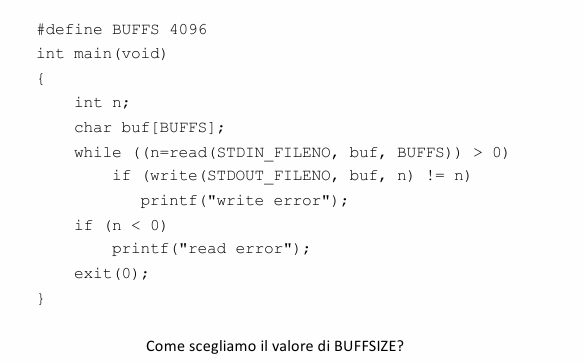 #define BUFFS 4096
int main(void)
{
int n;
char buf[BUFFS];
while ((n=read(STDIN_FILENO, buf, BUFFS)) > 0)
if (write(STDOUT_FILENO, buf, n) != n)
printf("write error");
if (n < 0)
printf("read error");
exit(0);
}
Come scegliamo il valore di BUFFSIZE?